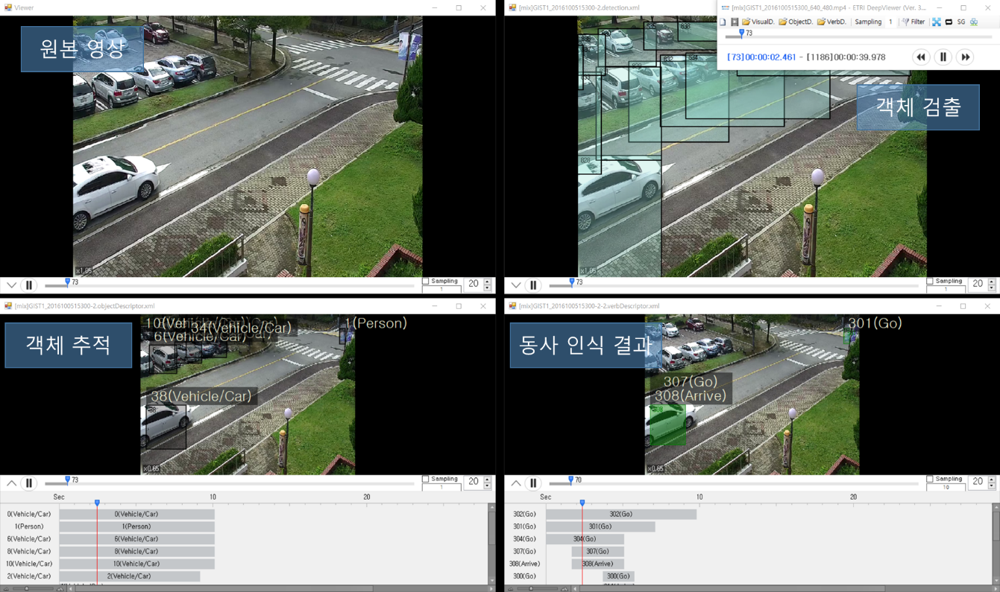 Viewer
원본 영상
x1.05
73
Sampling
1
20
[mix]GIST1_2016100515300-2.detection.xml
835
838
832
834
833
828
객체 검출
x1.05
73
Sampling
1
20
[mix]GIST1_2016100515300_640_480.mp4 - ETRI DeepViewer (Ver. 3...
VisualD. ObjectD. VerbD. Sampling 1 Filter SG
73
[73]00:00:02.461 - [1186]00:00:39.978
[mix]GIST1_2016100515300-2.objectDescriptor.xml
객체 추적
34(Vehicle/Car)
6(Vehicle/Car)
1(Person)
38(Vehicle/Car)
38
x0.65
73
Sampling
1
20
Sec 10 20
0(Vehicle/Car) 0(Vehicle/Car)
1(Person) 1(Person)
6(Vehicle/Car) 6(Vehicle/Car)
8(Vehicle/Car) 8(Vehicle/Car)
10(Vehicle/Car) 10(Vehicle/Car)
2(Vehicle/Car) 2(Vehicle/Car)
[mix]GIST1_2016100515300-2-2.verbDescriptor.xml
동사 인식 결과
301(Go)
307(Go)
308(Arrive)
x0.65
70
Sampling
10
20
Sec 10 20
302(Go) 302(Go)
301(Go) 301(Go)
304(Go) 304(Go)
307(Go) 307(Go)
308(Arrive) 308(Arrive)
300(Go) 300(Go)